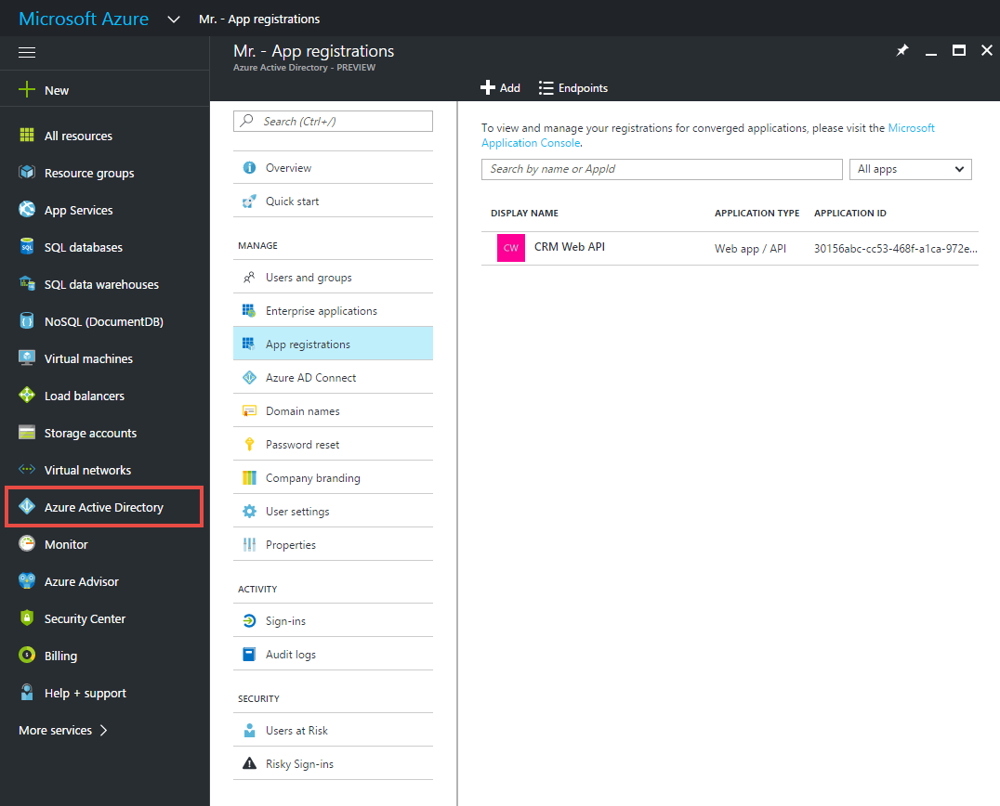 Microsoft Azure
Mr. - App registrations
New
All resources
Resource groups
App Services
SQL databases
SQL data warehouses
NoSQL (DocumentDB)
Virtual machines
Load balancers
Storage accounts
Virtual networks
Azure Active Directory
Monitor
Azure Advisor
Security Center
Billing
Help + support
More services
Mr. - App registrations
Azure Active Directory - PREVIEW
Add
Endpoints
Search (Ctrl+/)
Overview
Quick start
MANAGE
Users and groups
Enterprise applications
App registrations
Azure AD Connect
Domain names
Password reset
Company branding
User settings
Properties
ACTIVITY
Sign-ins
Audit logs
SECURITY
Users at Risk
Risky Sign-ins
To view and manage your registrations for converged applications, please visit the Microsoft
Application Console.
Search by name or AppId
All apps
DISPLAY NAME APPLICATION TYPE APPLICATION ID
CW CRM Web API Web app / API 30156abc-cc53-468f-a1ca-972e...